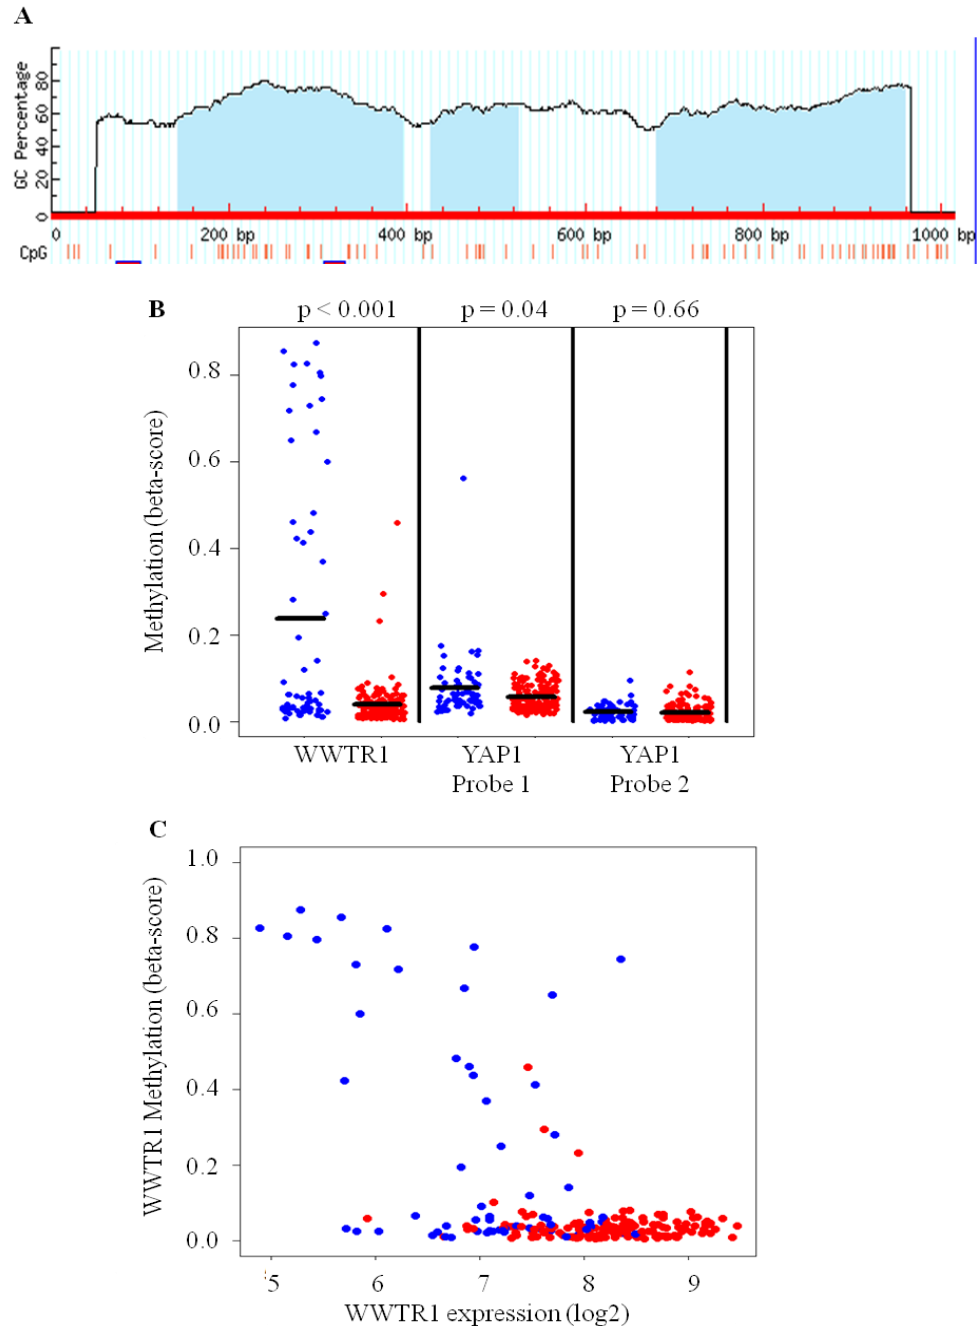 A
GC Percentage
80
60
40
20
0
0 200 bp 400 bp 600 bp 800 bp 1000 bp
CpG
B
p < 0.001 p = 0.04 p = 0.66
Methylation (beta-score)
0.8
0.6
0.4
0.2
0.0
WWTR1 YAP1 YAP1
Probe 1 Probe 2
C
WWTR1 Methylation (beta-score)
1.0
0.8
0.6
0.4
0.2
0.0
5 6 7 8 9
WWTR1 expression (log2)